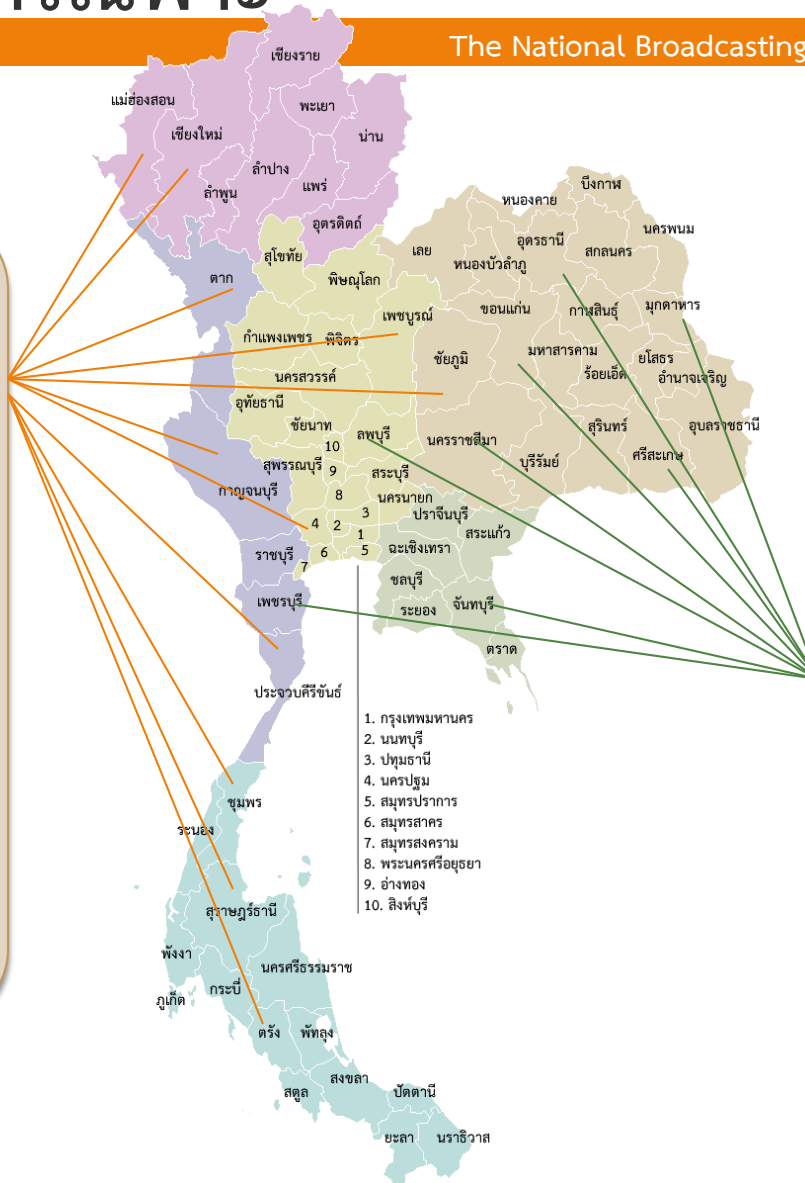 The National Broadcasting
เชียงราย
แม่ฮ่องสอน
พะเยา
เชียงใหม่
น่าน
ลำปาง
แพร่
ลำพูน
อุตรดิตถ์
บึงกาฬ
หนองคาย
นครพนม
อุดรธานี
เลย
สกลนคร
สุโขทัย
หนองบัวลำภู
ตาก
พิษณุโลก
ขอนแก่น
กาฬสินธุ์
มุกดาหาร
เพชบูรณ์
กำแพงเพชร
พิจิตร
ชัยภูมิ
มหาสารคาม
ยโสธร
ร้อยเอ็ด
อำนาจเจริญ
นครสวรรค์
อุทัยธานี
ชัยนาท
ลพบุรี
นครราชสีมา
สุรินทร์
อุบลราชธานี
10
ศรีสะเกษ
สุพรรณบุรี
9
สระบุรี
บุรีรัมย์
กาญจนบุรี
8
นครนายก
3
ปราจีนบุรี
4
2
1
สระแก้ว
ราชบุรี
6
5
ฉะเชิงเทรา
7
ชลบุรี
เพชรบุรี
ระยอง
จันทบุรี
ตราด
ประจวบคีรีขันธ์
1. กรุงเทพมหานคร
2. นนทบุรี
3. ปทุมธานี
4. นครปฐม
5. สมุทรปราการ
6. สมุทรสาคร
7. สมุทรสงคราม
8. พระนครศรีอยุธยา
9. อ่างทอง
10. สิงห์บุรี
ชุมพร
ระนอง
สุราษฎร์ธานี
พังงา
นครศรีธรรมราช
กระบี่
ภูเก็ต
ตรัง
พัทลุง
สงขลา
สตูล
ปัตตานี
ยะลา
นราธิวาส